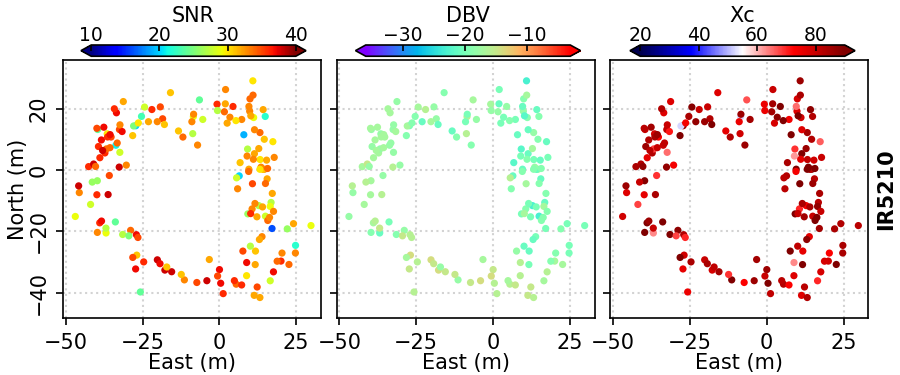 SNR DBV Xc
10 20 30 40 −30 −20 −10 20 40 60 80
20
0
−20
−40
North (m)
IR5210
−50 −25 0 25 −50 −25 0 25 −50 −25 0 25
East (m) East (m) East (m)